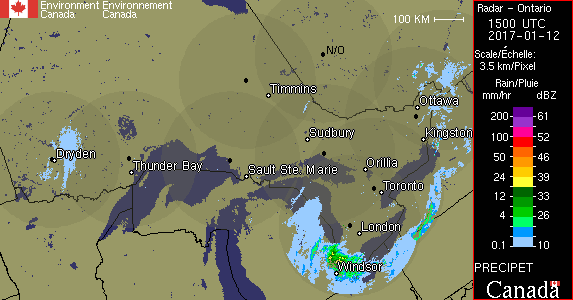 Environment Environnement
Canada Canada
100 KM
N/O
Timmins
Ottawa
Sudbury
Kingston
Dryden
Thunder Bay
Sault Ste. Marie
Orillia
Toronto
London
Windsor
Radar - Ontario
1500 UTC
2017-01-12
Scale/Échelle:
3.5 km/Pixel
Rain/Pluie
mm/hr dBZ
200 61
100 52
50 46
24 39
12 33
4 26
0.1 10
PRECIPET
Canada